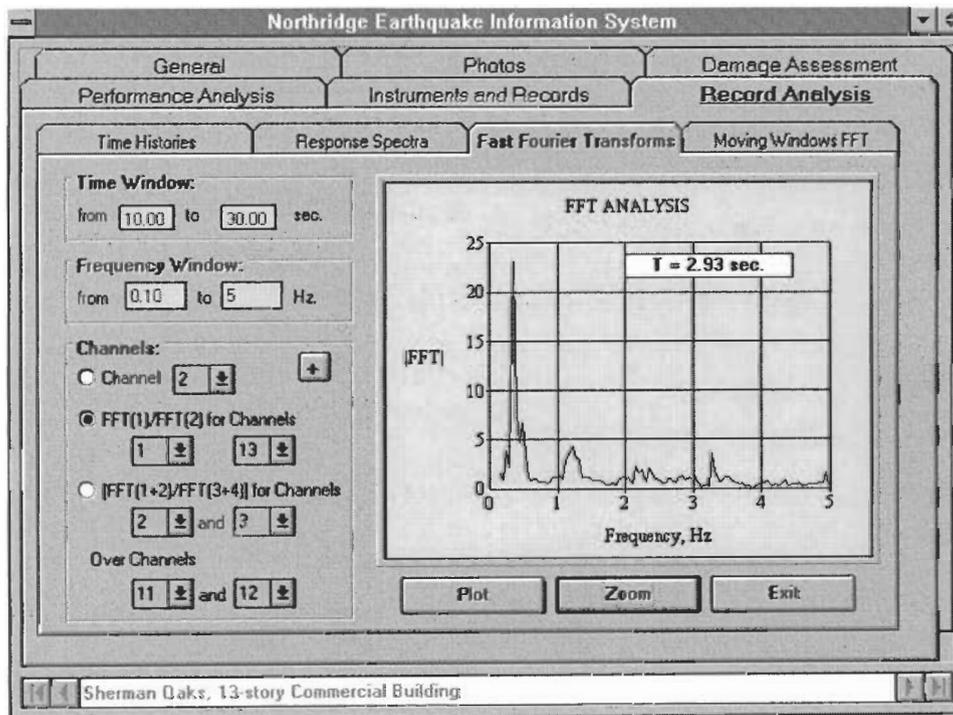 Northridge Earthquake Information System
General Photos Damage Assessment
Performance Analysis Instruments and Records Record Analysis
Time Histories Response Spectra Fast Fourier Transforms Moving Windows FFT
Time Window:
from 10.00 to 30.00 sec.
Frequency Window:
from 0.10 to 5 Hz.
Channels:
Channel 2
+
FFT(1)/FFT(2) for Channels
1 13
|FFT(1+2)/FFT(3+4)| for Channels
2 and 3
Over Channels
11 and 12
FFT ANALYSIS
T = 2.93 sec.
|FFT|
25
20
15
10
5
0
0 1 2 3 4 5
Frequency, Hz
Plot Zoom Exit
Sherman Oaks, 13-story Commercial Building